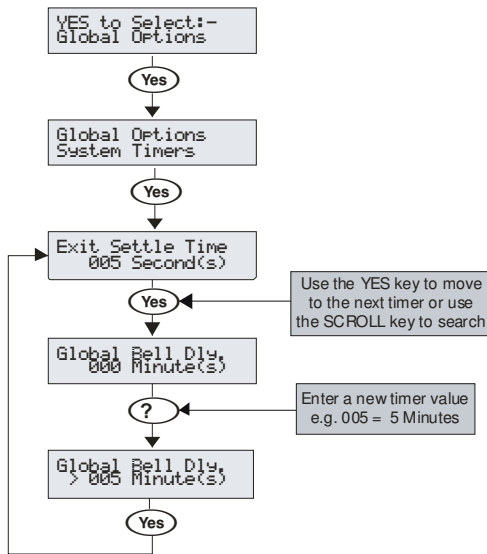 YES to Select:-
Global Options
Yes
Global Options
System Timers
Yes
Exit Settle Time
005 Second(s)
Yes
Use the YES key to move
to the next timer or use
the SCROLL key to search
Global Bell Dly,
000 Minute(s)
?
Enter a new timer value
e.g. 005 = 5 Minutes
Global Bell Dly,
> 005 Minute(s)
Yes